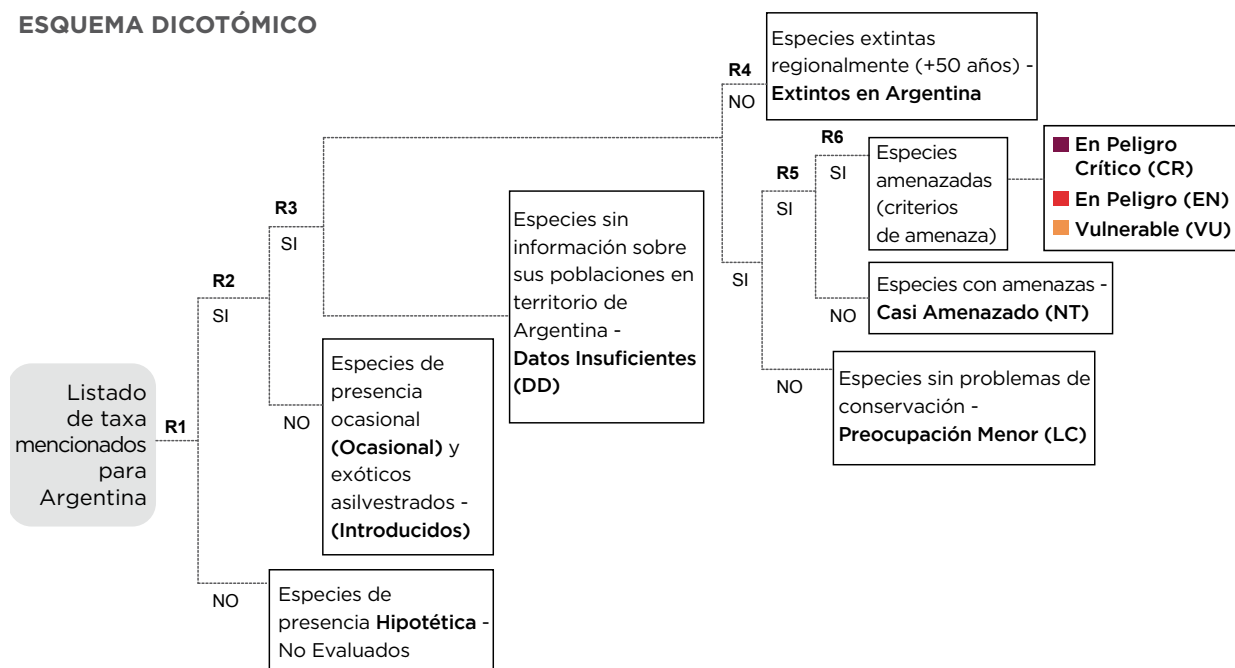 ESQUEMA DICOTÓMICO
R4
NO
Especies extintas
regionalmente (+50 años) -
Extintos en Argentina
R6
SI
Especies
amenazadas
(criterios
de amenaza)
En Peligro
Crítico (CR)
En Peligro (EN)
Vulnerable (VU)
R5
SI
SI
NO
Especies con amenazas -
Casi Amenazado (NT)
NO
Especies sin problemas de
conservación -
Preocupación Menor (LC)
R3
SI
Especies sin
información sobre
sus poblaciones en
territorio de
Argentina -
Datos Insuficientes
(DD)
R2
SI
NO
Especies de
presencia
ocasional
(Ocasional) y
exóticos
asilvestrados -
(Introducidos)
Listado
de taxa
mencionados
para
Argentina
R1
NO
Especies de
presencia Hipotética -
No Evaluados